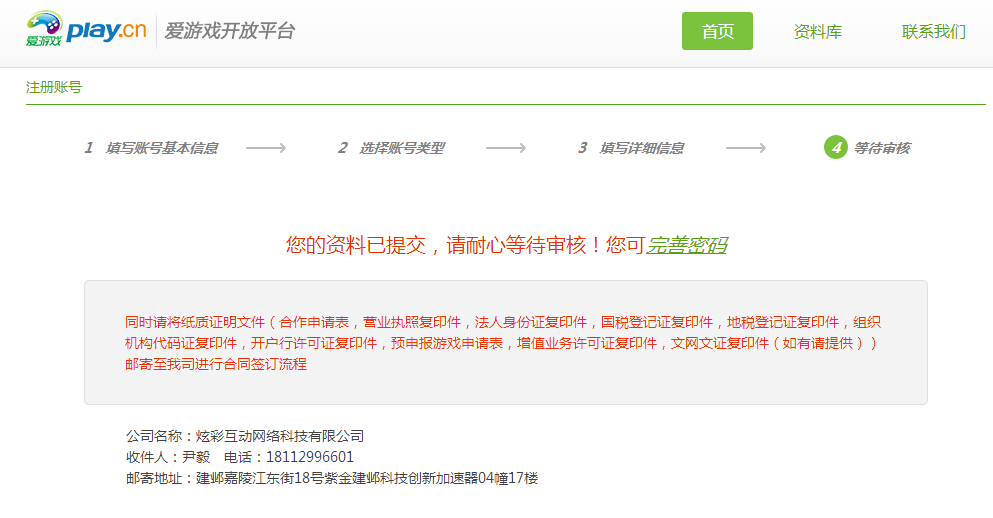 爱游戏 play.cn 爱游戏开放平台 首页 资料库 联系我们
注册账号
1 填写账号基本信息 2 选择账号类型 3 填写详细信息 4 等待审核
您的资料已提交，请耐心等待审核！您可完善密码
同时请将纸质证明文件（合作申请表，营业执照复印件，法人身份证复印件，国税登记证复印件，地税登记证复印件，组织
机构代码证复印件，开户行许可证复印件，预申报游戏申请表，增值业务许可证复印件，文网文证复印件（如有请提供））
邮寄至我司进行合同签订流程
公司名称：炫彩互动网络科技有限公司
收件人：尹毅 电话：18112996601
邮寄地址：建邺嘉陵江东街18号紫金建邺科技创新加速器04幢17楼